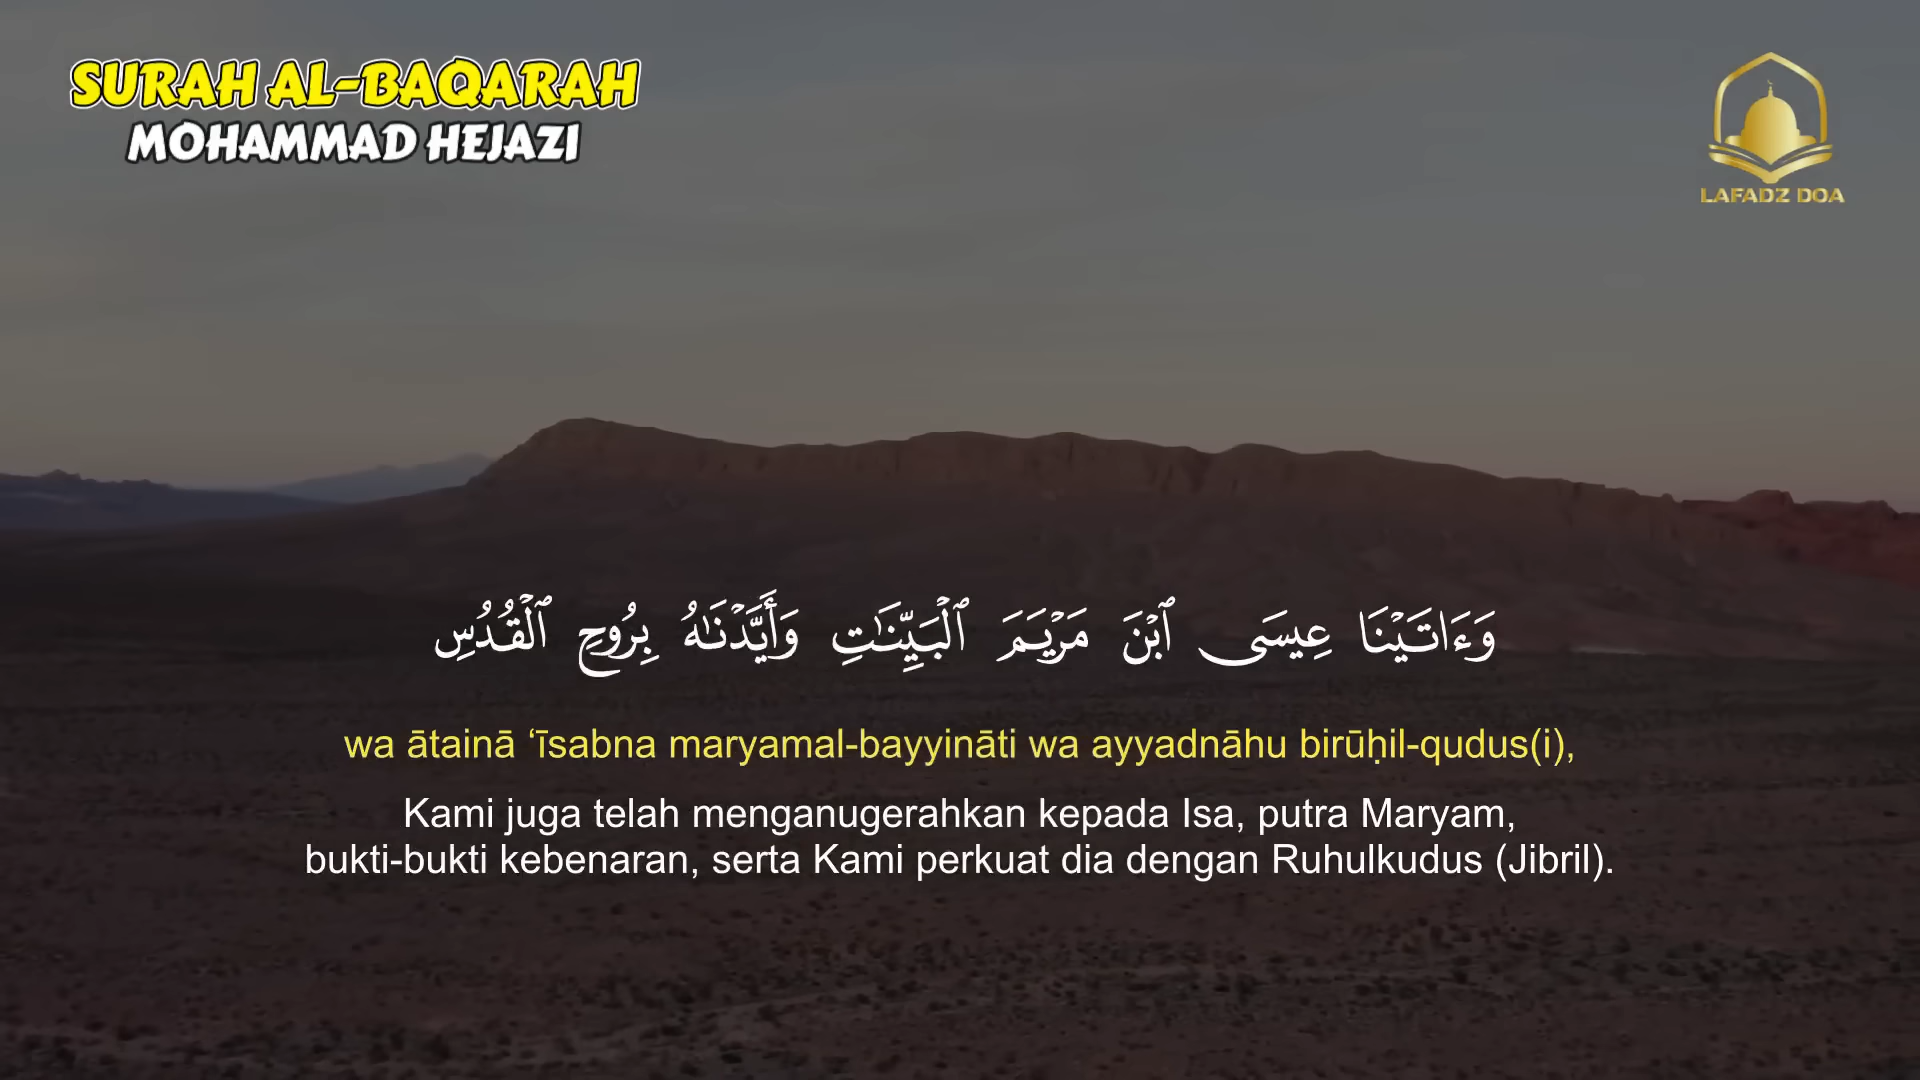 SURAH AL-BAQARAH
MOHAMMAD HEJAZI
LAFADZ DOA
وَءَاتَيْنَا عِيسَى ٱبْنَ مَرْيَمَ ٱلْبَيِّنَٰتِ وَأَيَّدْنَٰهُ بِرُوحِ ٱلْقُدُسِ
wa ātainā ‘īsabna maryamal-bayyināti wa ayyadnāhu birūḥil-qudus(i),
Kami juga telah menganugerahkan kepada Isa, putra Maryam,
bukti-bukti kebenaran, serta Kami perkuat dia dengan Ruhulkudus (Jibril).